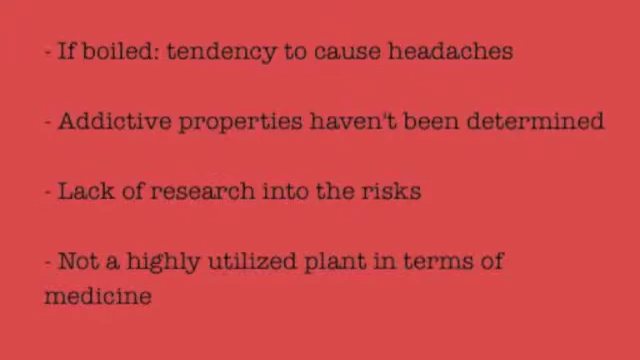 - If boiled: tendency to cause headaches
- Addictive properties haven't been determined
- Lack of research into the risks
- Not a highly utilized plant in terms of
medicine